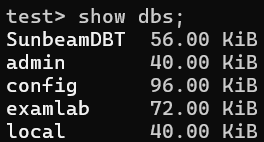 test> show dbs;
SunbeamDBT  56.00 KiB
admin       40.00 KiB
config      96.00 KiB
examlab     72.00 KiB
local       40.00 KiB